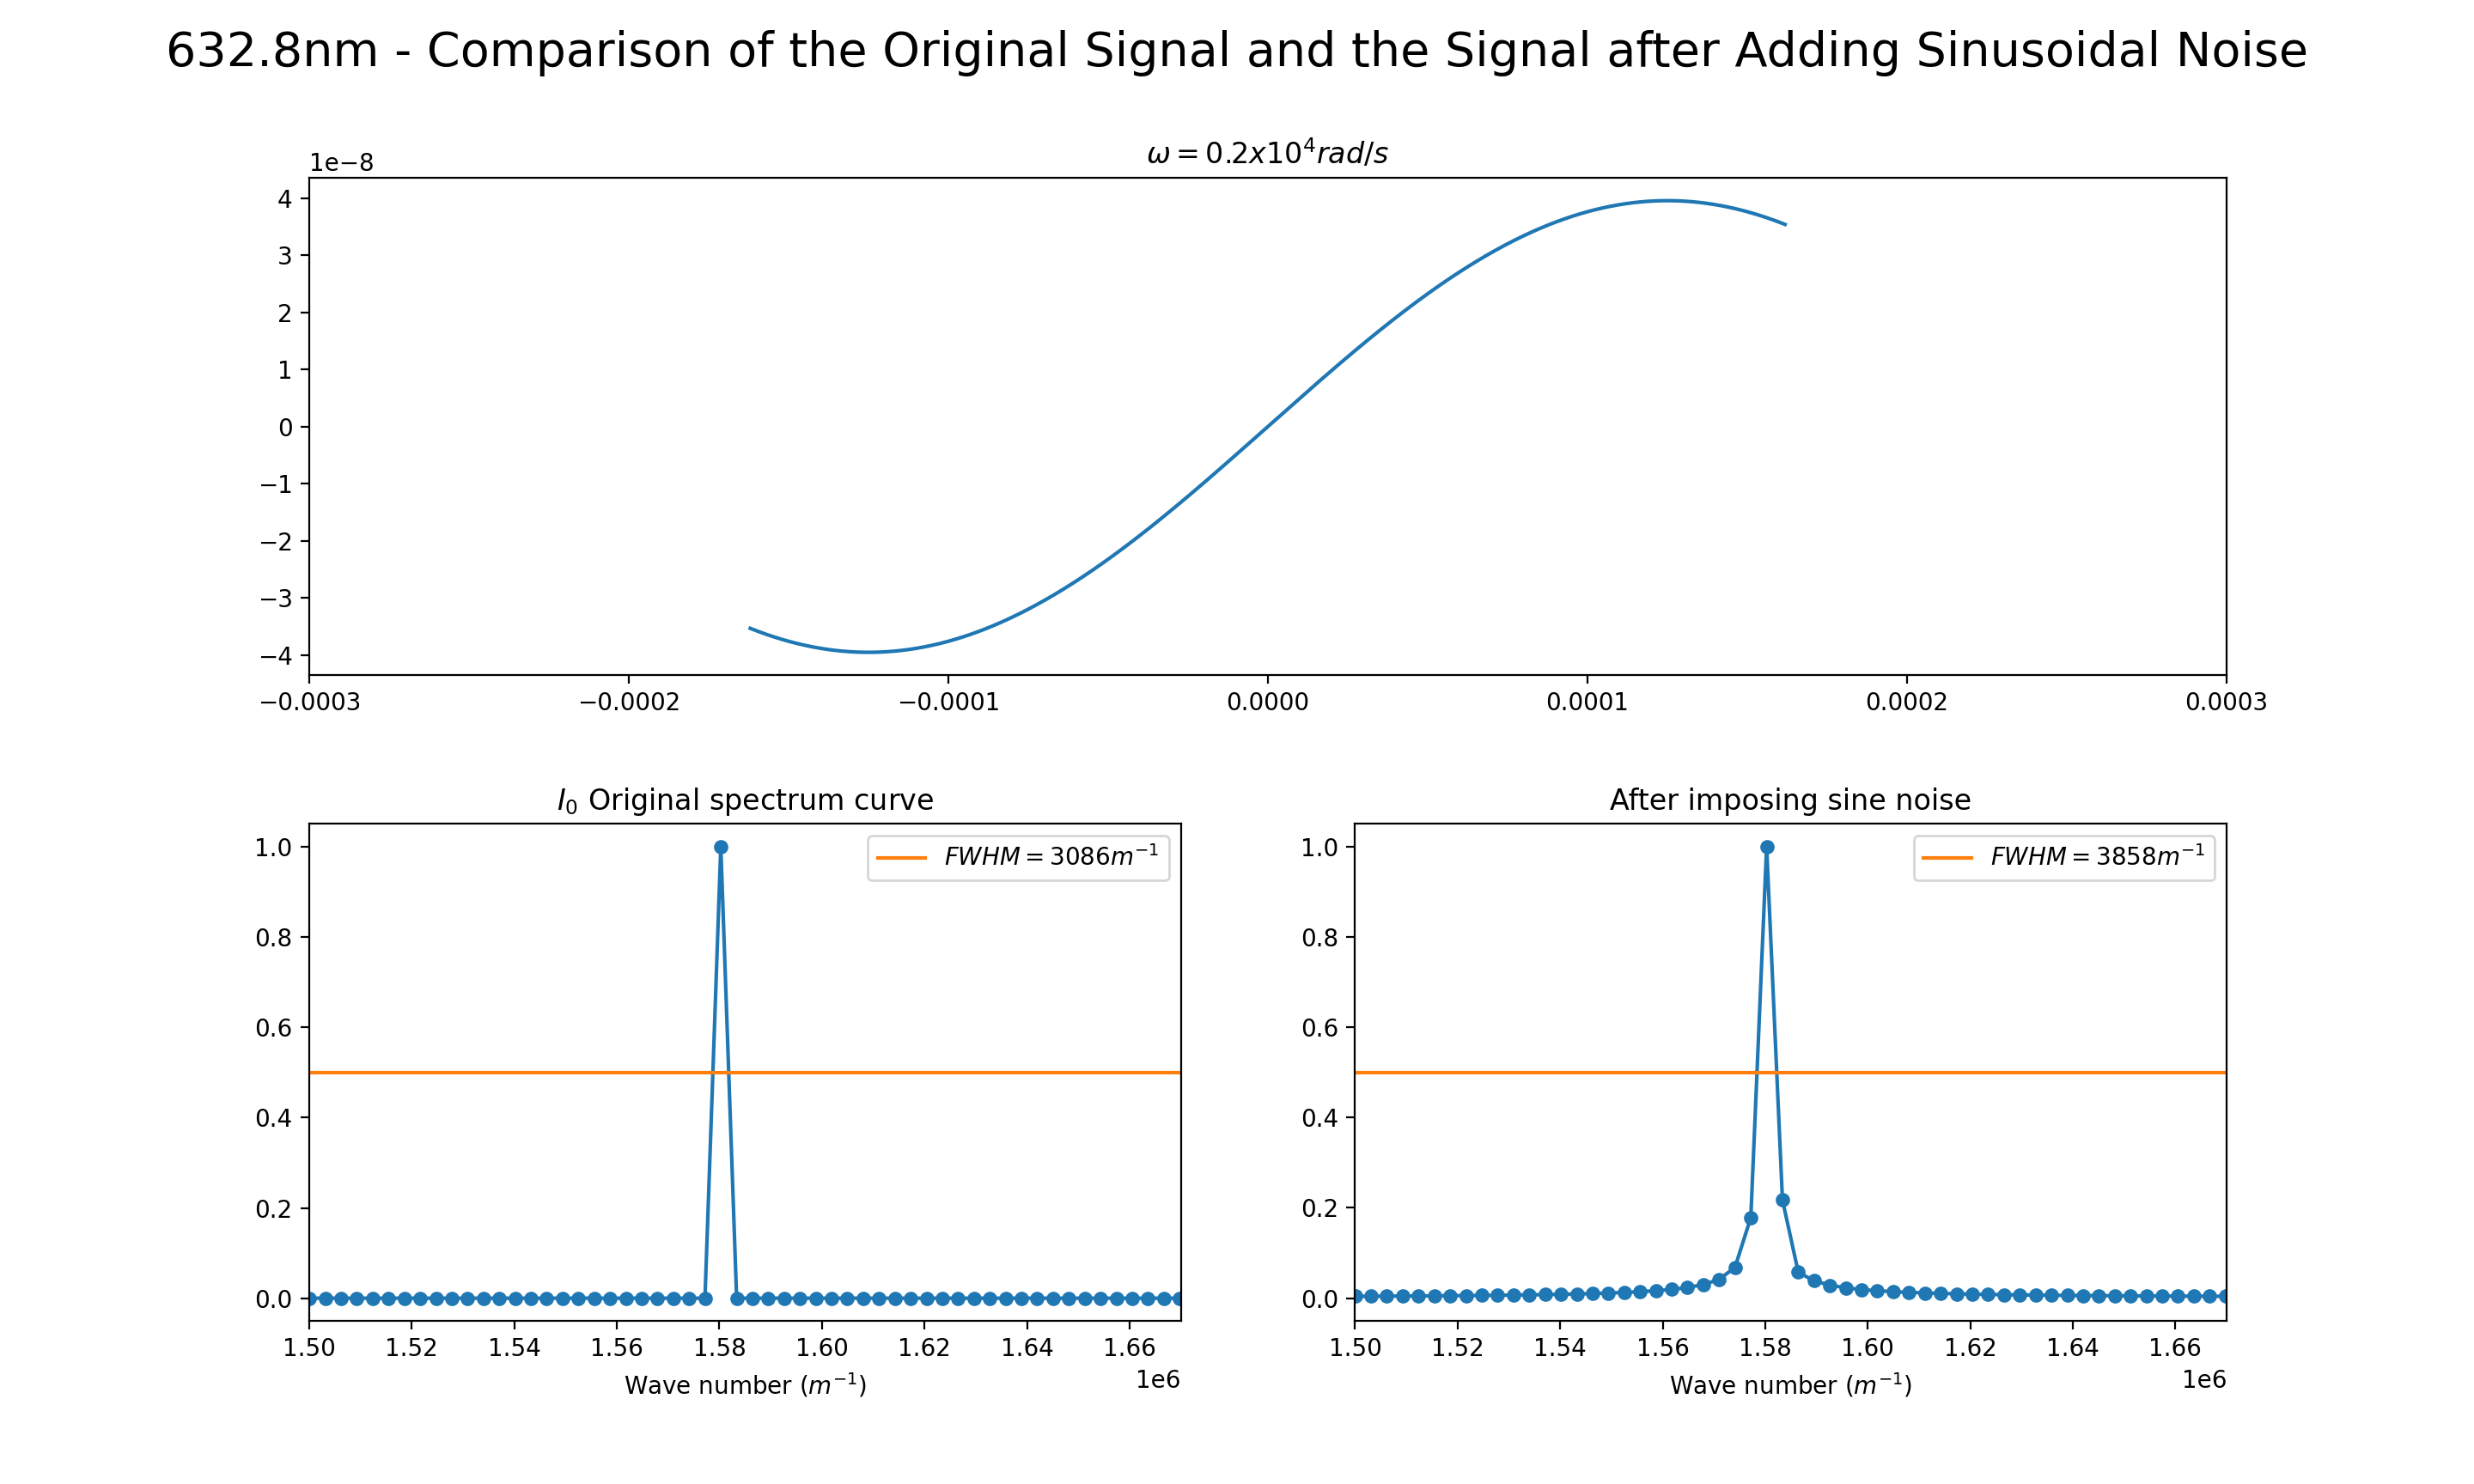 632.8nm - Comparison of the Original Signal and the Signal after Adding Sinusoidal Noise
ω = 0.2x10⁴rad/s
1e−8
4
3
2
1
0
−1
−2
−3
−4
−0.0003 −0.0002 −0.0001 0.0000 0.0001 0.0002 0.0003
I₀ Original spectrum curve
FWHM = 3086m⁻¹
1.0
0.8
0.6
0.4
0.2
0.0
1.50 1.52 1.54 1.56 1.58 1.60 1.62 1.64 1.66
1e6
Wave number (m⁻¹)
After imposing sine noise
FWHM = 3858m⁻¹
1.0
0.8
0.6
0.4
0.2
0.0
1.50 1.52 1.54 1.56 1.58 1.60 1.62 1.64 1.66
1e6
Wave number (m⁻¹)